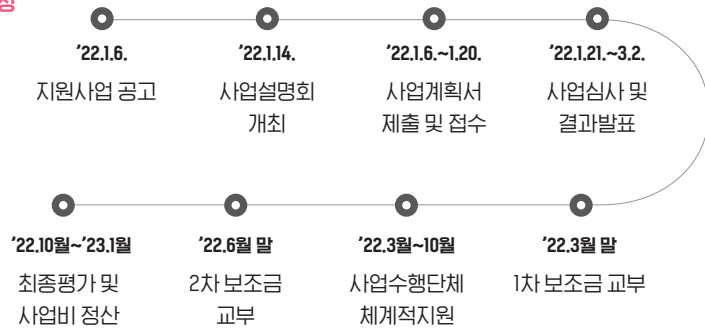 '22.1.6.
지원사업 공고
'22.1.14.
사업설명회
개최
'22.1.6.~1.20.
사업계획서
제출 및 접수
'22.1.21.~3.2.
사업심사 및
결과발표
'22.3월 말
1차 보조금 교부
'22.3월~10월
사업수행단체
체계적지원
'22.6월 말
2차 보조금
교부
'22.10월~'23.1월
최종평가 및
사업비 정산